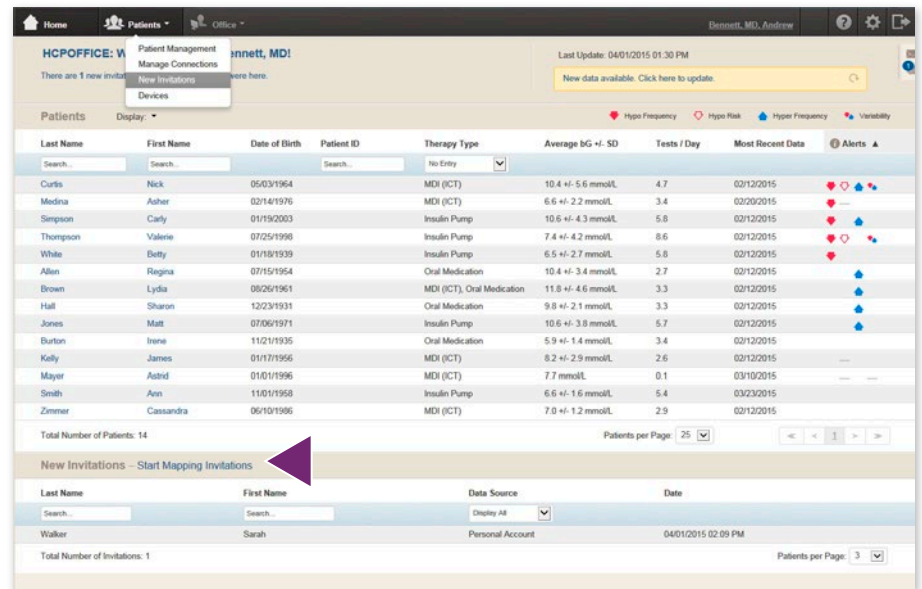 Home Patients Office Bennett, MD, Andrew
Patient Management
Manage Connections
New Invitations
Devices
HCPOFFICE: W nnett, MD!
There are 1 new invitat were here.
Last Update: 04/01/2015 01:30 PM
New data available. Click here to update.
1
Patients Display: Hypo Frequency Hypo Risk Hyper Frequency Variability
Last Name First Name Date of Birth Patient ID Therapy Type Average bG +/- SD Tests / Day Most Recent Data Alerts
Search... Search... Search... No Entry
Curtis Nick 05/03/1964 MDI (ICT) 10.4 +/- 5.6 mmol/L 4.7 02/12/2015
Medina Asher 02/14/1976 MDI (ICT) 6.6 +/- 2.2 mmol/L 3.4 02/20/2015
Simpson Carly 01/19/2003 Insulin Pump 10.6 +/- 4.3 mmol/L 5.8 02/12/2015
Thompson Valerie 07/25/1998 Insulin Pump 7.4 +/- 4.2 mmol/L 8.6 02/12/2015
White Betty 01/18/1939 Insulin Pump 6.5 +/- 2.7 mmol/L 5.8 02/12/2015
Allen Regina 07/15/1954 Oral Medication 10.4 +/- 3.4 mmol/L 2.7 02/12/2015
Brown Lydia 08/26/1961 MDI (ICT), Oral Medication 11.8 +/- 4.6 mmol/L 3.3 02/12/2015
Hall Sharon 12/23/1931 Oral Medication 9.8 +/- 2.1 mmol/L 3.3 02/12/2015
Jones Matt 07/06/1971 Insulin Pump 10.6 +/- 3.8 mmol/L 5.7 02/12/2015
Burton Irene 11/21/1935 Oral Medication 5.9 +/- 1.4 mmol/L 3.4 02/12/2015
Kelly James 01/17/1956 MDI (ICT) 8.2 +/- 2.9 mmol/L 2.6 02/12/2015
Mayer Astrid 01/01/1996 MDI (ICT) 7.7 mmol/L 0.1 03/10/2015
Smith Ann 11/01/1958 Insulin Pump 6.6 +/- 1.6 mmol/L 5.4 03/23/2015
Zimmer Cassandra 06/10/1986 MDI (ICT) 7.0 +/- 1.2 mmol/L 2.9 02/12/2015
Total Number of Patients: 14 Patients per Page: 25 << < 1 > >>
New Invitations – Start Mapping Invitations
Last Name First Name Data Source Date
Search... Search... Display All
Walker Sarah Personal Account 04/01/2015 02:09 PM
Total Number of Invitations: 1 Patients per Page: 3